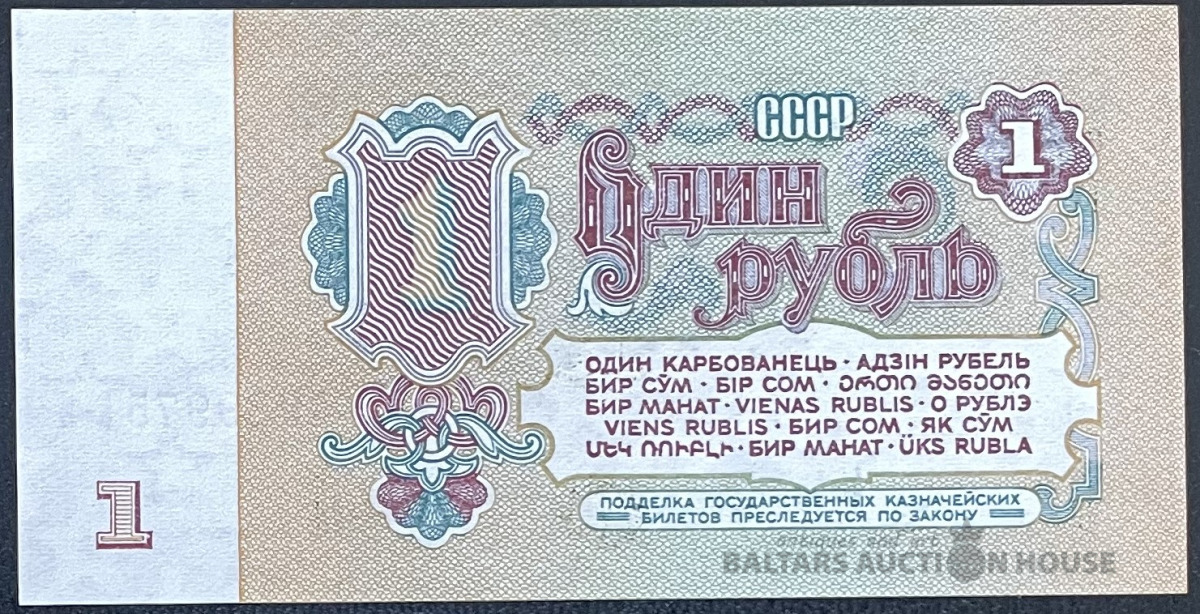 СССР
1
Один
рубль
1
ОДИН КАРБОВАНЕЦЬ · АДЗІН РУБЕЛЬ
БИР СЎМ · БІР СОМ · ᲔᲠᲗᲘ ᲛᲐᲜᲔᲗᲘ
БИР МАНАТ · VIENAS RUBLIS · О РУБЛЭ
VIENS RUBLIS · БИР СОМ · ЯК СӮМ
ՄԵԿ ՌՈՒԲԼԻ · БИР МАНАТ · ÜKS RUBLA
ПОДДЕЛКА ГОСУДАРСТВЕННЫХ КАЗНАЧЕЙСКИХ
БИЛЕТОВ ПРЕСЛЕДУЕТСЯ ПО ЗАКОНУ
1
BALTARS AUCTION HOUSE